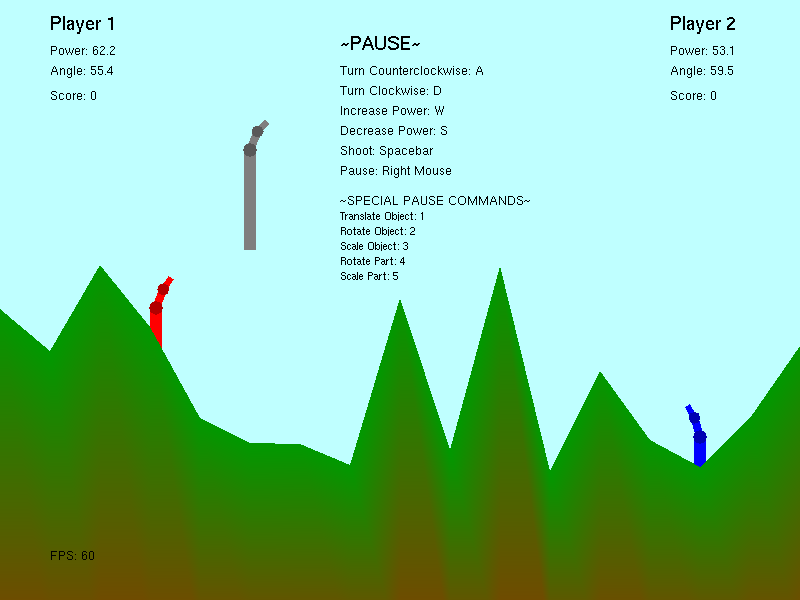 Player 1
Power: 62.2
Angle: 55.4
Score: 0
~PAUSE~
Turn Counterclockwise: A
Turn Clockwise: D
Increase Power: W
Decrease Power: S
Shoot: Spacebar
Pause: Right Mouse
~SPECIAL PAUSE COMMANDS~
Translate Object: 1
Rotate Object: 2
Scale Object: 3
Rotate Part: 4
Scale Part: 5
Player 2
Power: 53.1
Angle: 59.5
Score: 0
FPS: 60